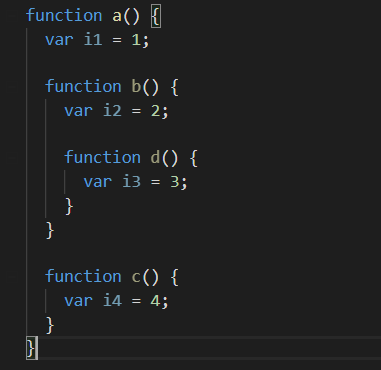 function a() {
var i1 = 1;
function b() {
var i2 = 2;
function d() {
var i3 = 3;
}
}
function c() {
var i4 = 4;
}
}